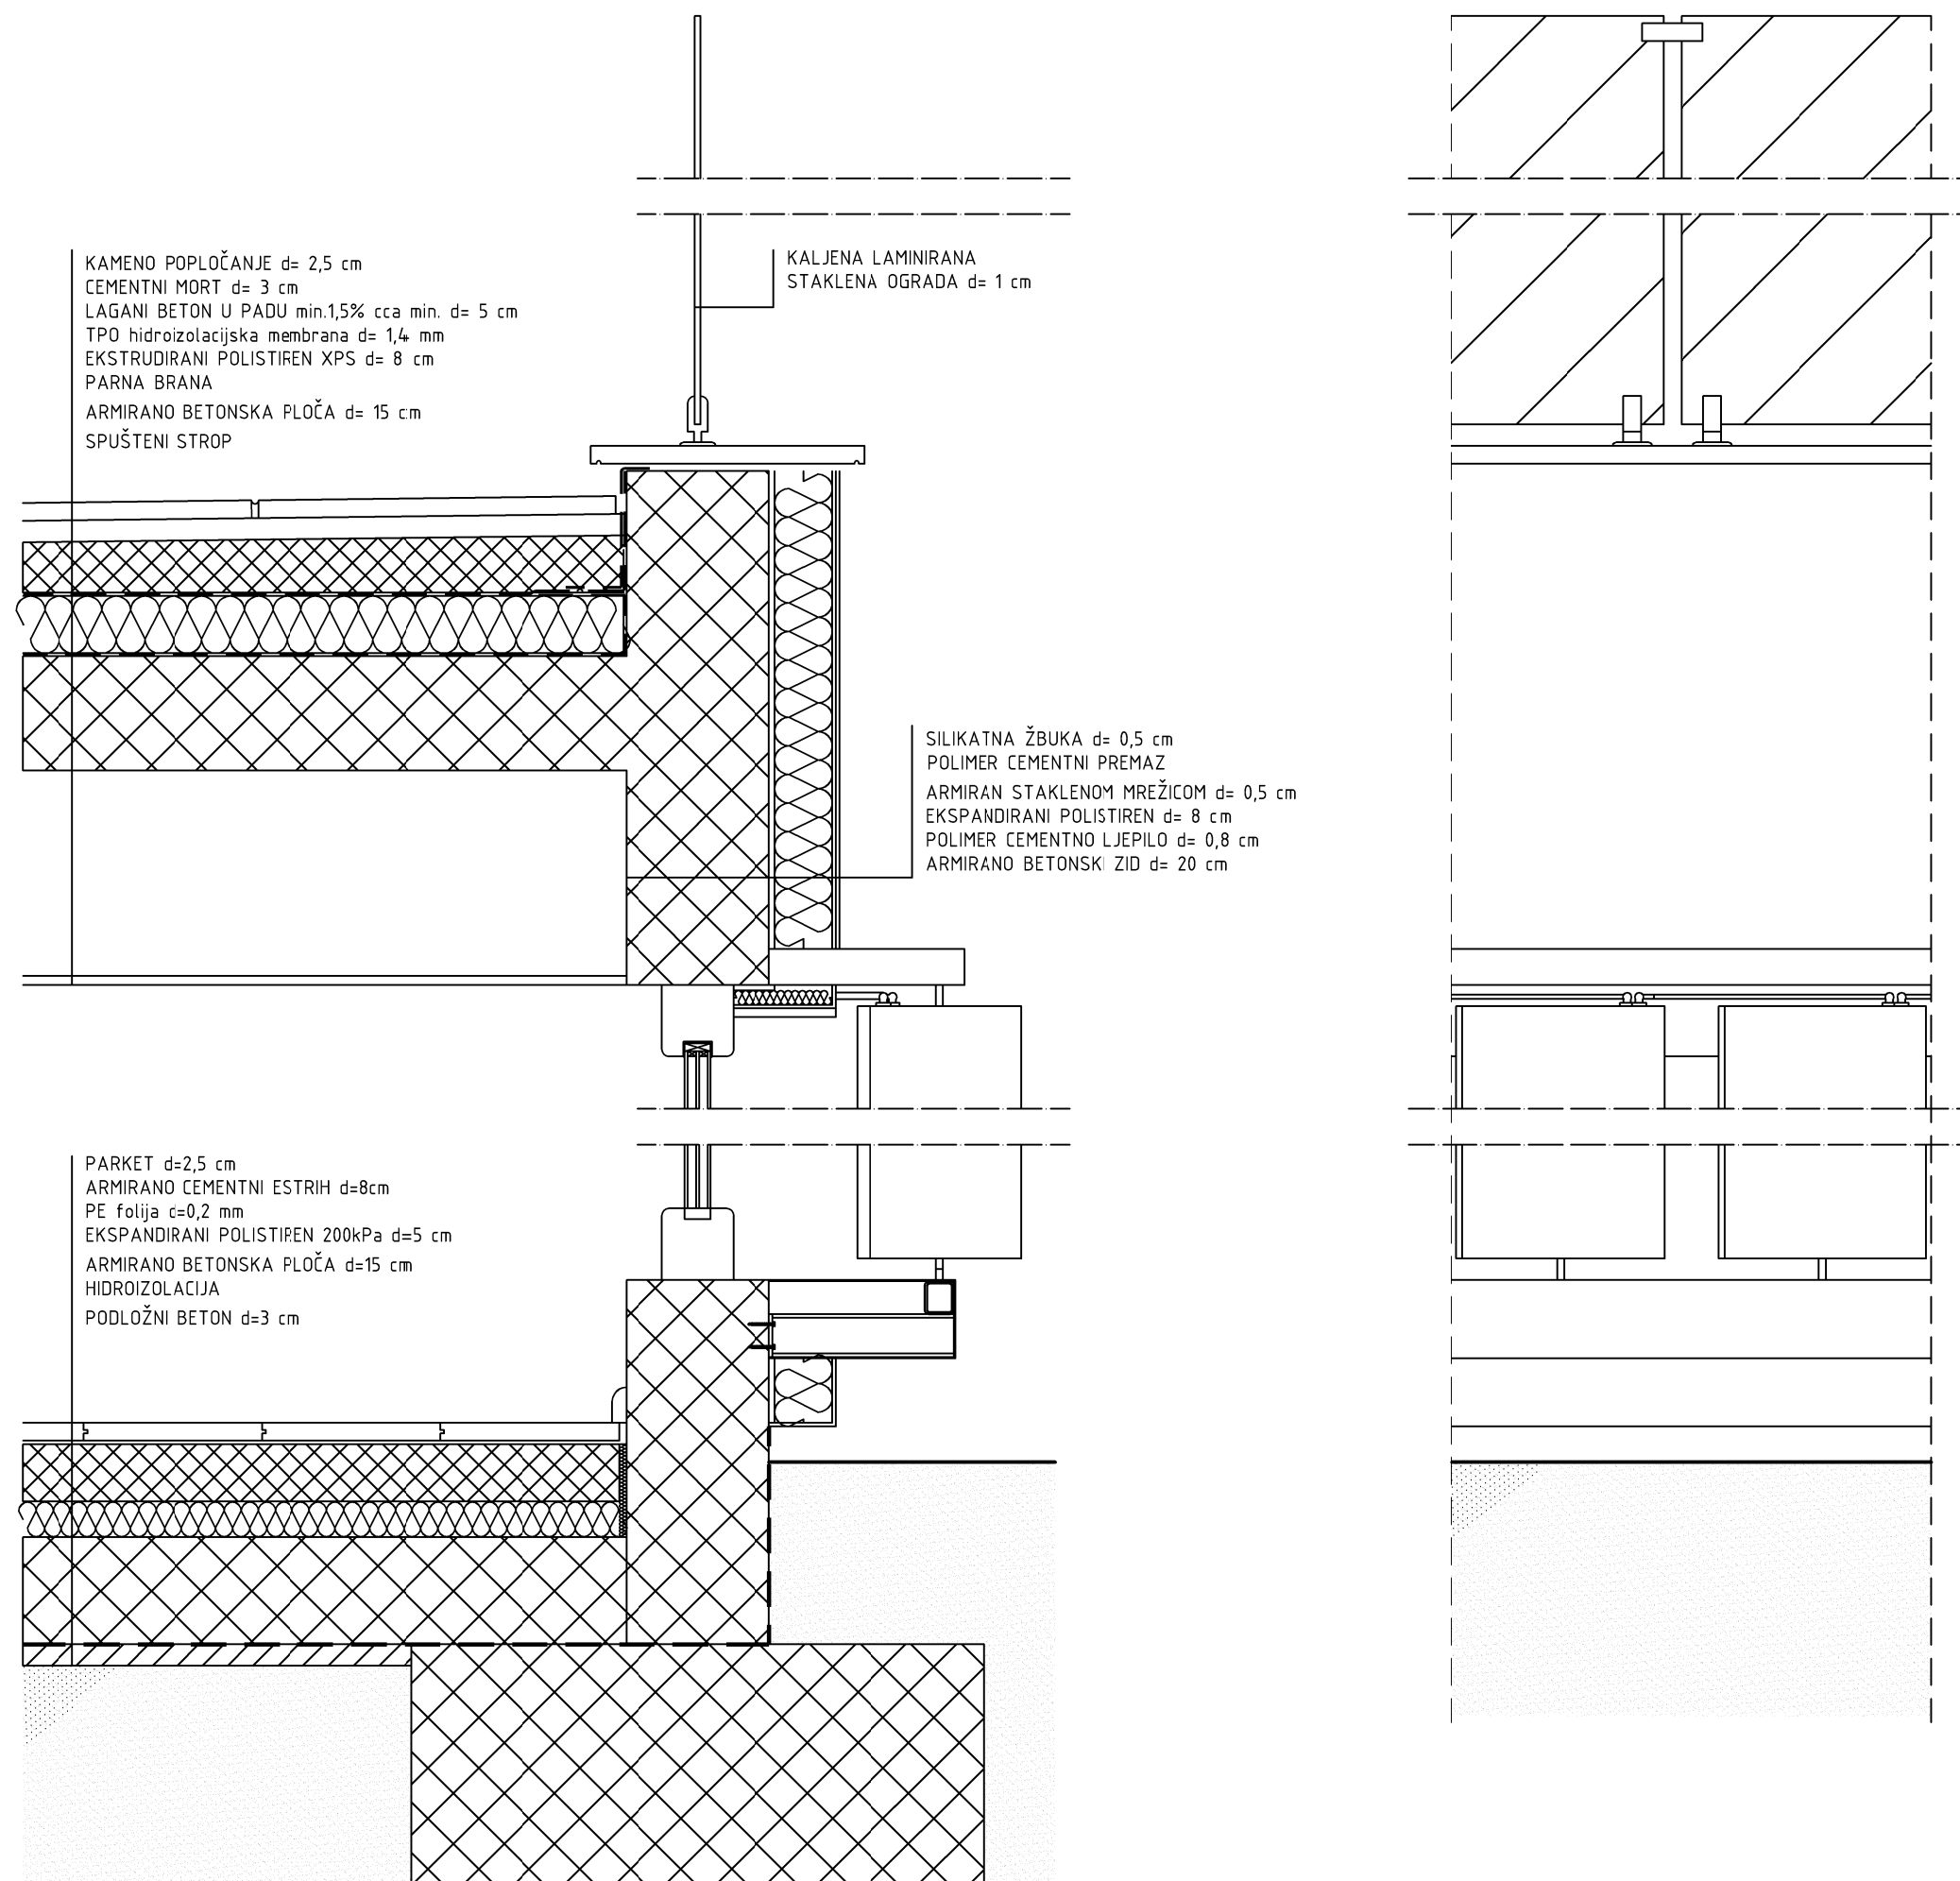 KAMENO POPLOČANJE d= 2,5 cm
CEMENTNI MORT d= 3 cm
LAGANI BETON U PADU min.1,5% cca min. d= 5 cm
TPO hidroizolacijska membrana d= 1,4 mm
EKSTRUDIRANI POLISTIREN XPS d= 8 cm
PARNA BRANA
ARMIRANO BETONSKA PLOČA d= 15 cm
SPUŠTENI STROP
KALJENA LAMINIRANA
STAKLENA OGRADA d= 1 cm
SILIKATNA ŽBUKA d= 0,5 cm
POLIMER CEMENTNI PREMAZ
ARMIRAN STAKLENOM MREŽICOM d= 0,5 cm
EKSPANDIRANI POLISTIREN d= 8 cm
POLIMER CEMENTNO LJEPILO d= 0,8 cm
ARMIRANO BETONSKI ZID d= 20 cm
PARKET d=2,5 cm
ARMIRANO CEMENTNI ESTRIH d=8cm
PE folija d=0,2 mm
EKSPANDIRANI POLISTIREN 200kPa d=5 cm
ARMIRANO BETONSKA PLOČA d=15 cm
HIDROIZOLACIJA
PODLOŽNI BETON d=3 cm